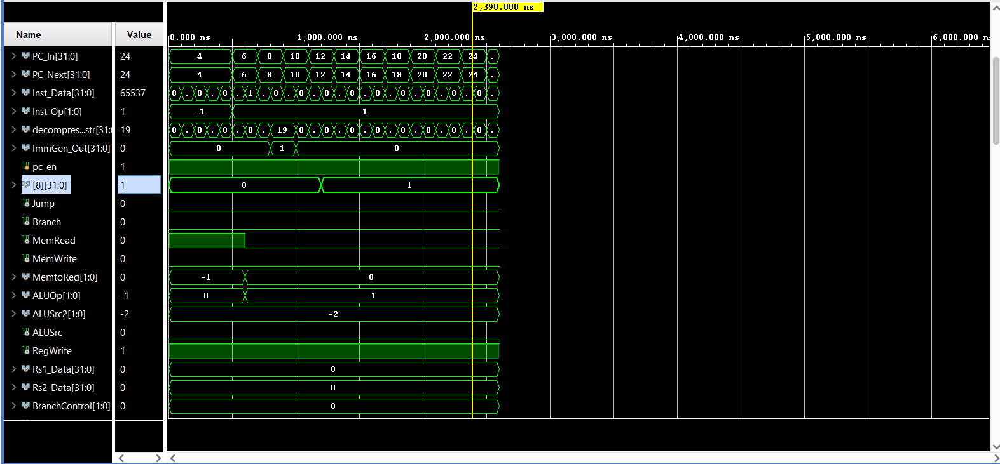 2,390.000 ns
Name Value
0.000 ns 1,000.000 ns 2,000.000 ns 3,000.000 ns 4,000.000 ns 5,000.000 ns 6,000.000
PC_In[31:0] 24 4 6 8 10 12 14 16 18 20 22 24 .
PC_Next[31:0] 24 4 6 8 10 12 14 16 18 20 22 24 .
Inst_Data[31:0] 65537 0 . 0 . 0 . 1 . 0 . 0 . 0 . 0 . 0 . 0 . 0 . 0 . 0 .
Inst_Op[1:0] 1 -1 1
decompres...str[31: 19 0 . 0 . 0 . 0 . 19 0 . 0 . 0 . 0 . 0 . 0 . 0 . 0 .
ImmGen_Out[31:0] 0 0 1 0
pc_en 1
[8][31:0] 1 0 1
Jump 0
Branch 0
MemRead 0
MemWrite 0
MemtoReg[1:0] 0 -1 0
ALUOp[1:0] -1 0 -1
ALUSrc2[1:0] -2 -2
ALUSrc 0
RegWrite 1
Rs1_Data[31:0] 0 0
Rs2_Data[31:0] 0 0
BranchControl[1:0] 0 0